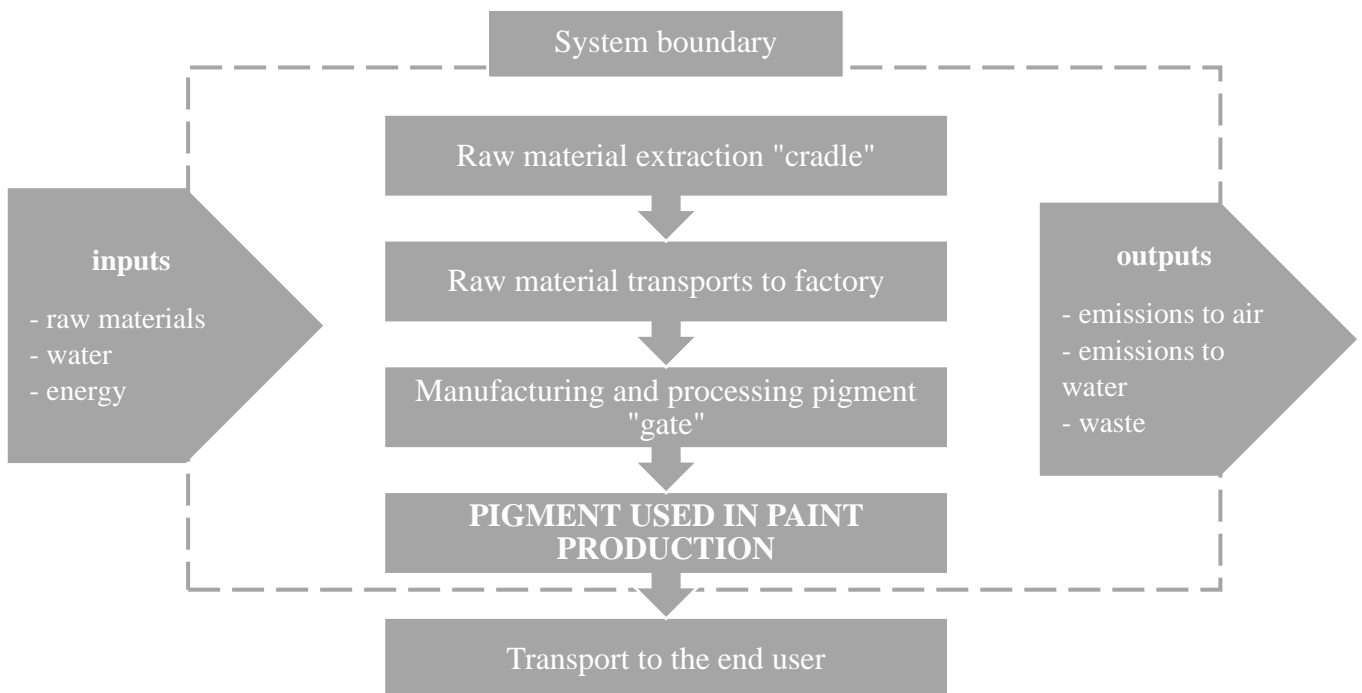 System boundary
Raw material extraction "cradle"
Raw material transports to factory
Manufacturing and processing pigment
"gate"
PIGMENT USED IN PAINT
PRODUCTION
Transport to the end user
inputs
- raw materials
- water
- energy
outputs
- emissions to air
- emissions to
water
- waste